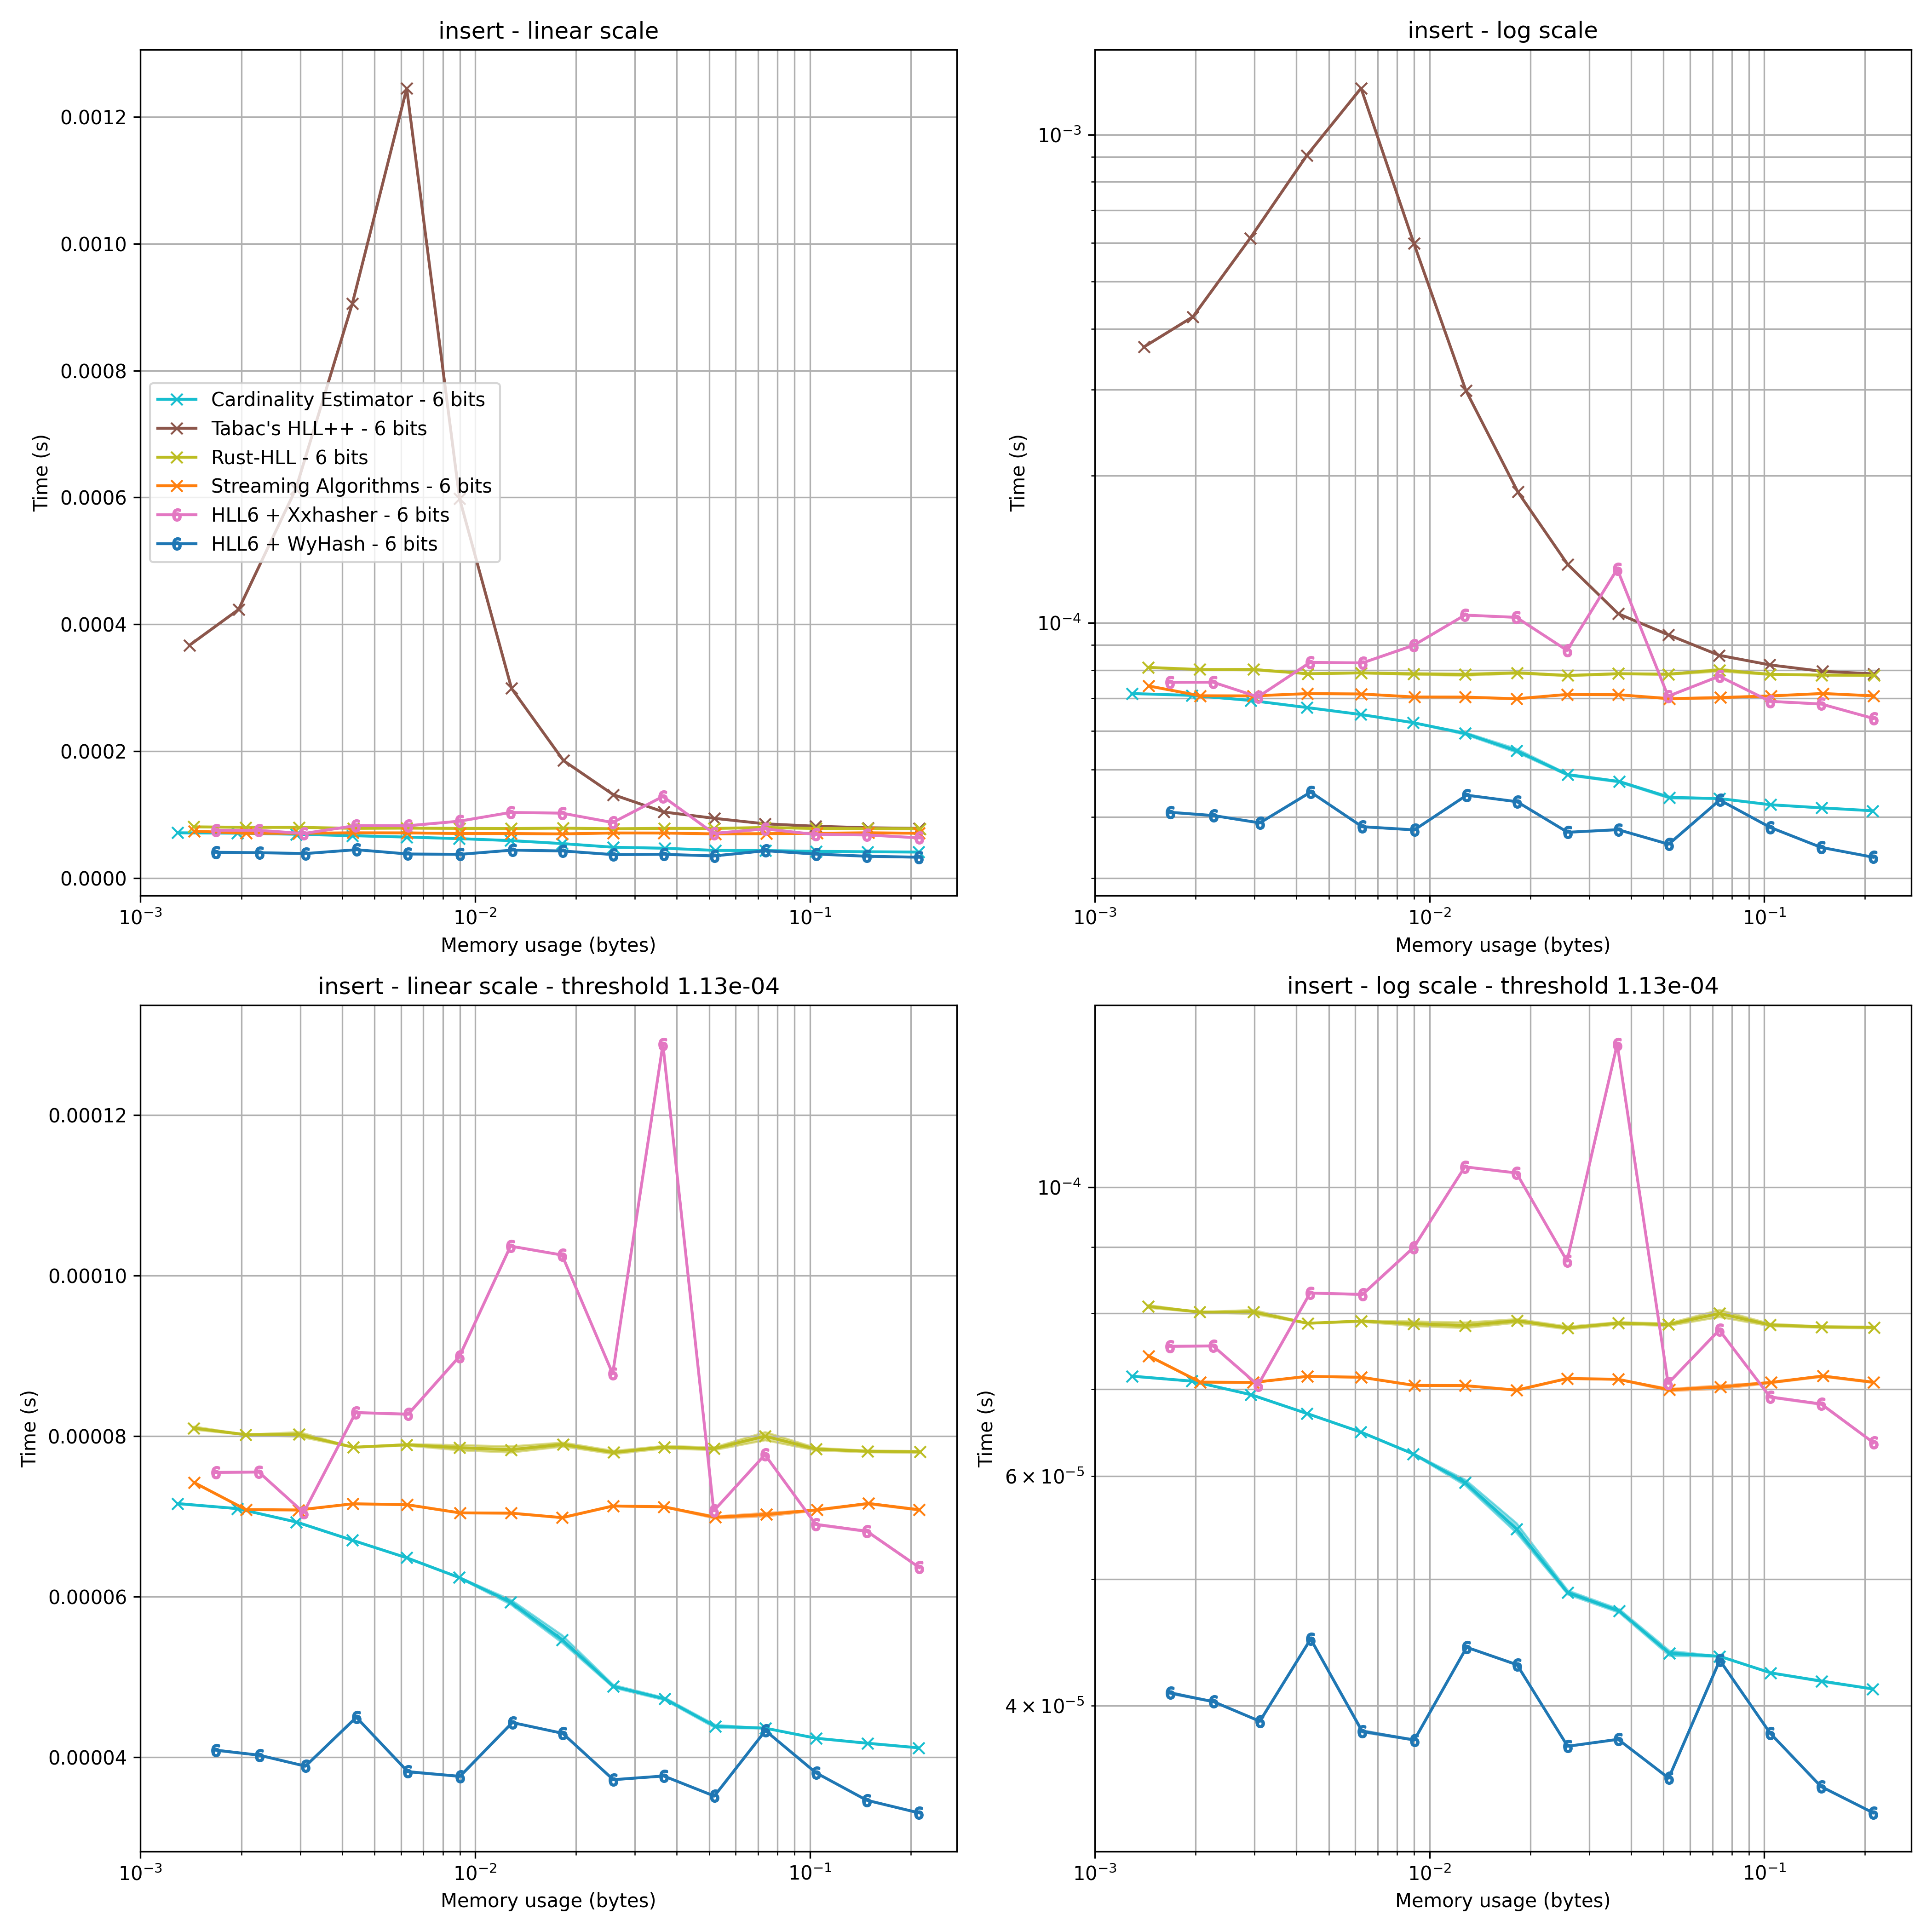 insert - linear scale
0.0012
0.0010
0.0008
0.0006
0.0004
0.0002
0.0000
Time (s)
Cardinality Estimator - 6 bits
Tabac's HLL++ - 6 bits
Rust-HLL - 6 bits
Streaming Algorithms - 6 bits
HLL6 + Xxhasher - 6 bits
HLL6 + WyHash - 6 bits
10⁻³ 10⁻² 10⁻¹
Memory usage (bytes)
insert - log scale
10⁻³
10⁻⁴
Time (s)
10⁻³ 10⁻² 10⁻¹
Memory usage (bytes)
insert - linear scale - threshold 1.13e-04
0.00012
0.00010
0.00008
0.00006
0.00004
Time (s)
10⁻³ 10⁻² 10⁻¹
Memory usage (bytes)
insert - log scale - threshold 1.13e-04
10⁻⁴
6 × 10⁻⁵
4 × 10⁻⁵
Time (s)
10⁻³ 10⁻² 10⁻¹
Memory usage (bytes)